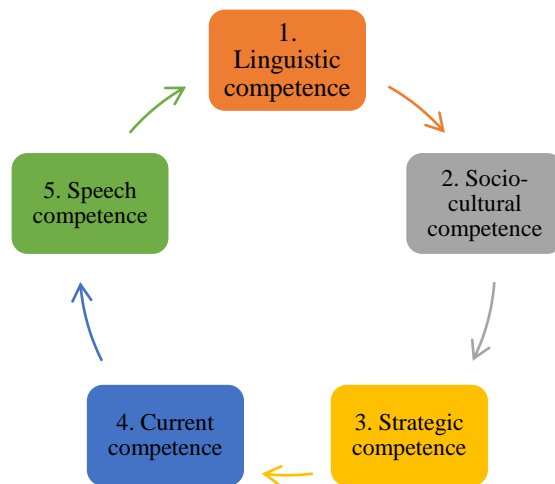 1.
Linguistic
competence
2. Socio-
cultural
competence
3. Strategic
competence
4. Current
competence
5. Speech
competence